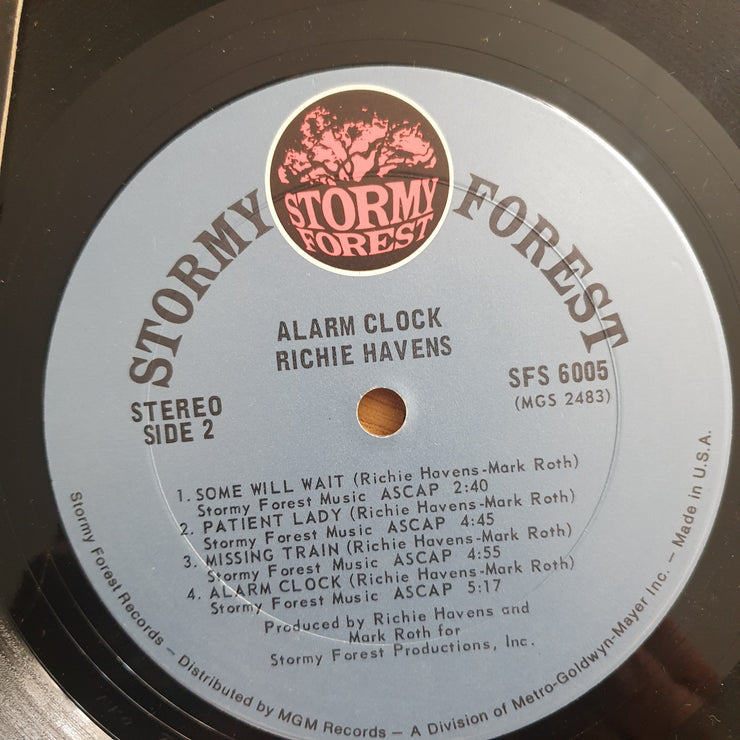 STORMY
FOREST
STORMY FOREST
ALARM CLOCK
RICHIE HAVENS
STEREO
SIDE 2
SFS 6005
(MGS 2483)
1. SOME WILL WAIT (Richie Havens-Mark Roth)
Stormy Forest Music ASCAP 2:40
2. PATIENT LADY (Richie Havens-Mark Roth)
Stormy Forest Music ASCAP 4:45
3. MISSING TRAIN (Richie Havens-Mark Roth)
Stormy Forest Music ASCAP 4:55
4. ALARM CLOCK (Richie Havens-Mark Roth)
Stormy Forest Music ASCAP 5:17
Produced by Richie Havens and
Mark Roth for
Stormy Forest Productions, Inc.
Stormy Forest Records – Distributed by MGM Records – A Division of Metro-Goldwyn-Mayer Inc. – Made in U.S.A.